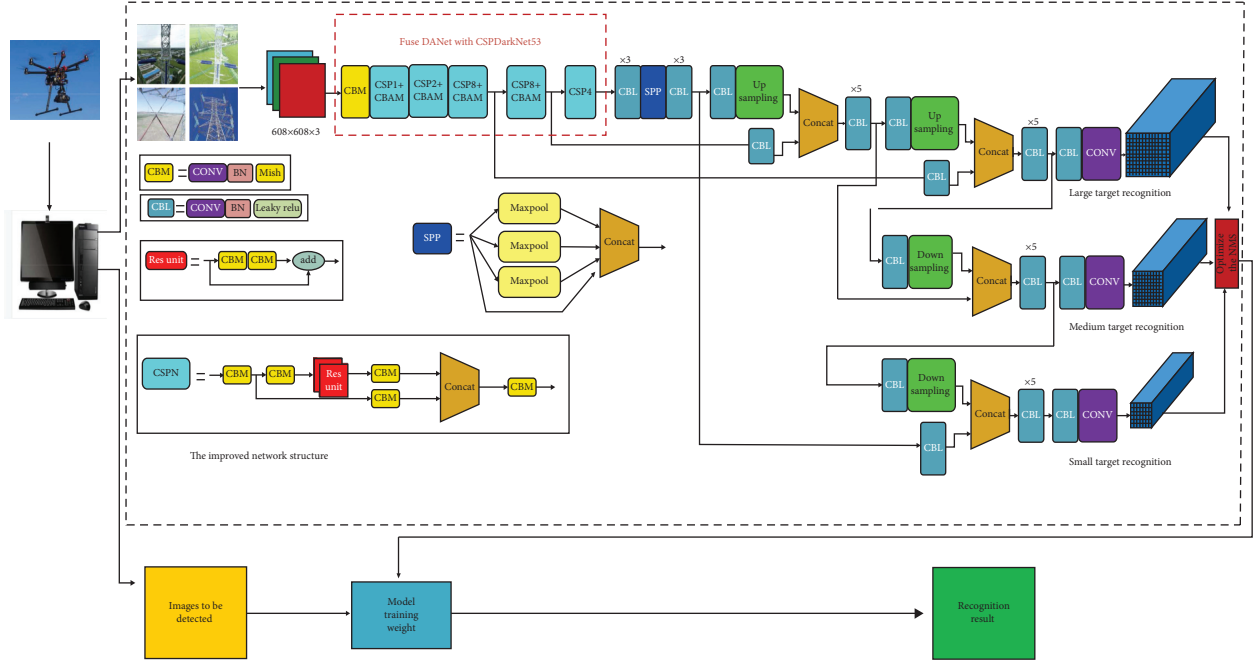 Fuse DANet with CSPDarkNet53
608×608×3
CBM
CSP1+
CBAM
CSP2+
CBAM
CSP8+
CBAM
CSP8+
CBAM
CSP4
×3
CBL
SPP
×3
CBL
CBL
Up
sampling
CBL
Concat
×5
CBL
CBL
Up
sampling
CBL
Concat
×5
CBL
CBL
CONV
Large target recognition
CBM
=
CONV
BN
Mish
CBL
=
CONV
BN
Leaky relu
Res unit
=
CBM
CBM
add
SPP
=
Maxpool
Maxpool
Maxpool
Concat
CBL
Down
sampling
Concat
×5
CBL
CBL
CONV
Medium target recognition
Optimize
the NMS
CSPN
=
CBM
CBM
Res
unit
CBM
CBM
Concat
CBM
The improved network structure
CBL
Down
sampling
CBL
Concat
×5
CBL
CBL
CONV
Small target recognition
Images to be
detected
Model
training
weight
Recognition
result